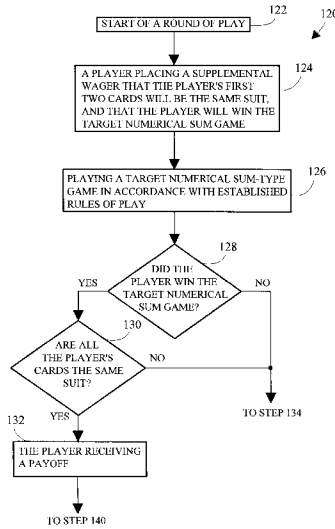 122
120
START OF A ROUND OF PLAY
124
A PLAYER PLACING A SUPPLEMENTAL
WAGER THAT THE PLAYER'S FIRST
TWO CARDS WILL BE THE SAME SUIT,
AND THAT THE PLAYER WILL WIN THE
TARGET NUMERICAL SUM GAME
126
PLAYING A TARGET NUMERICAL SUM-TYPE
GAME IN ACCORDANCE WITH ESTABLISHED
RULES OF PLAY
128
DID THE
PLAYER WIN THE
TARGET NUMERICAL
SUM GAME?
YES
NO
130
ARE ALL
THE PLAYER'S
CARDS THE SAME
SUIT?
NO
YES
TO STEP 134
132
THE PLAYER RECEIVING
A PAYOFF
TO STEP 140